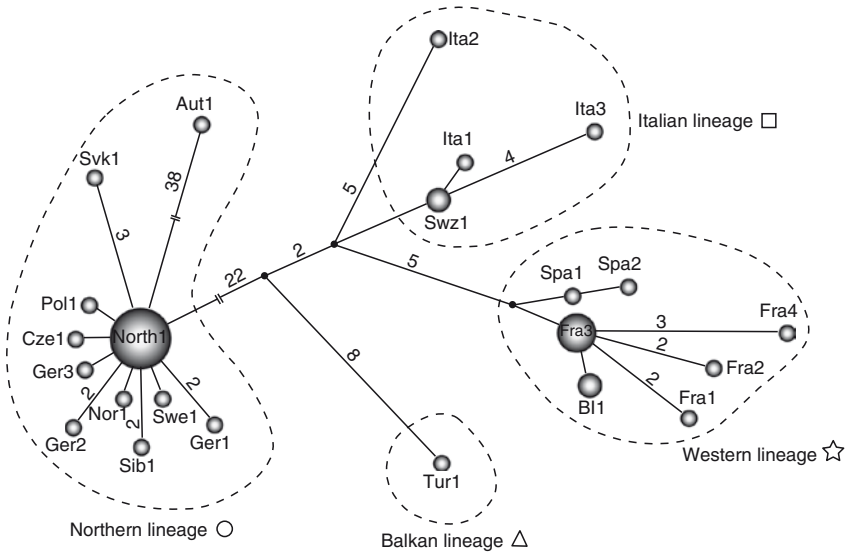 Ita2
Aut1
Ita3
Italian lineage
Ita1
4
Svk1
38
5
Swz1
3
2
5
22
Spa1
Spa2
Pol1
Fra4
North1
Fra3
3
Cze1
2
Fra2
Ger3
8
2
2
2
Nor1
2
Swe1
Bl1
Fra1
Ger2
Ger1
Sib1
Western lineage
Tur1
Northern lineage
Balkan lineage